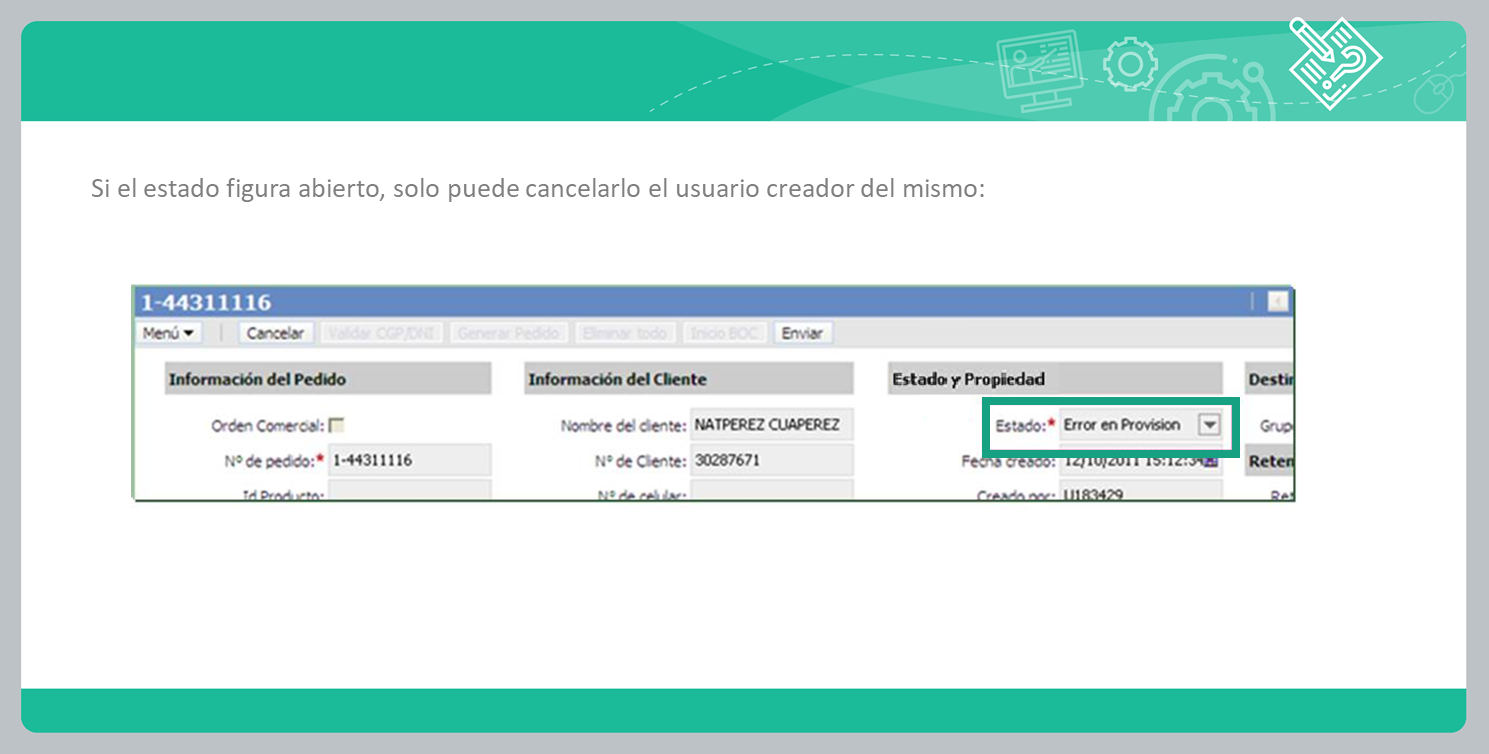 Si el estado figura abierto, solo puede cancelarlo el usuario creador del mismo:
1-44311116
Menú Cancelar Validar CGP/DNI Generar Pedido Eliminar todo Inicio BOC Enviar
Información del Pedido Información del Cliente Estado y Propiedad Destin
Orden Comercial: Nombre del cliente: NATPEREZ CUAPEREZ Estado:* Error en Provision Grup
Nº de pedido:* 1-44311116 Nº de Cliente: 30287671 Fecha creado: 12/10/2011 15:12:34 Reten
Id Producto: Nº de celular: Creado por: U183429 Ret